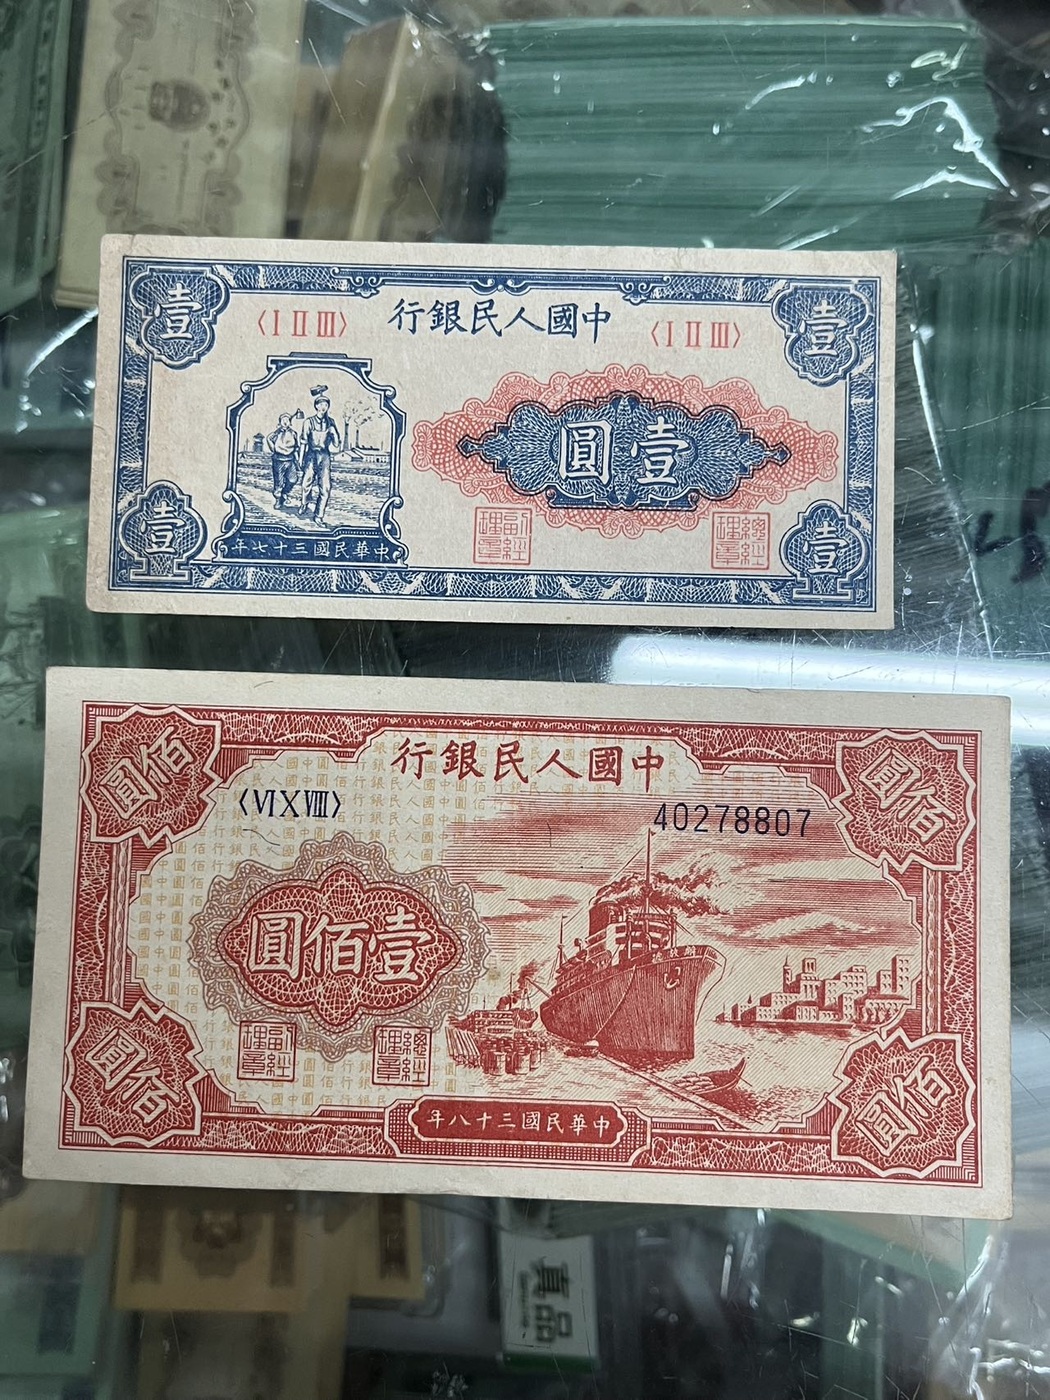 壹
壹
中國人民銀行
〈I II III〉
〈I II III〉
壹圓
中華民國三十七年
總經理章
副經理章
壹
壹
中國人民銀行
〈VI X VIII〉
40278807
佰圓
佰圓
壹佰圓
總經理章
副經理章
中華民國三十八年
佰圓
佰圓
真品